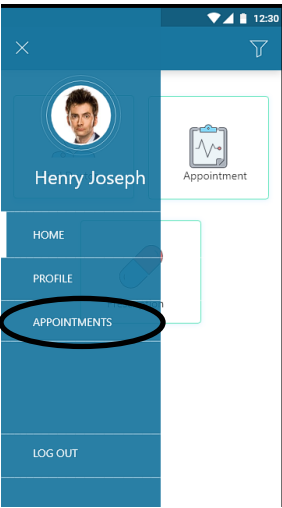 12:30
Henry Joseph
Appointment
HOME
PROFILE
APPOINTMENTS
LOG OUT